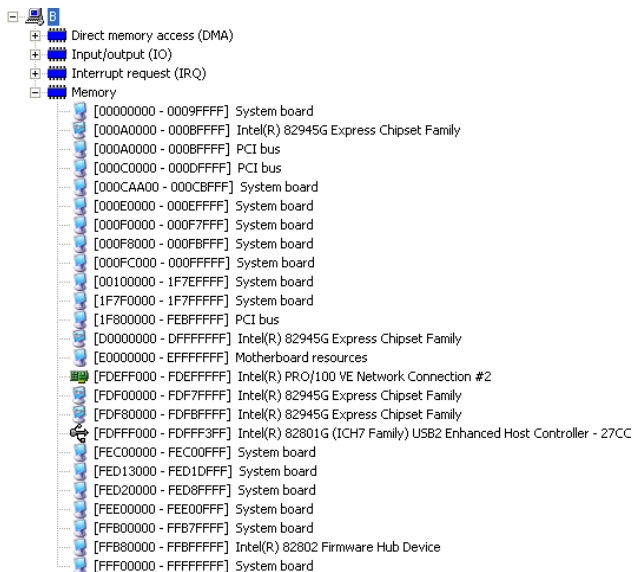 B
Direct memory access (DMA)
Input/output (IO)
Interrupt request (IRQ)
Memory
[00000000 - 0009FFFF] System board
[000A0000 - 000BFFFF] Intel(R) 82945G Express Chipset Family
[000A0000 - 000BFFFF] PCI bus
[000C0000 - 000DFFFF] PCI bus
[000CAA00 - 000CBFFF] System board
[000E0000 - 000EFFFF] System board
[000F0000 - 000F7FFF] System board
[000F8000 - 000FBFFF] System board
[000FC000 - 000FFFFF] System board
[00100000 - 1F7EFFFF] System board
[1F7F0000 - 1F7FFFFF] System board
[1F800000 - FEBFFFFF] PCI bus
[D0000000 - DFFFFFFF] Intel(R) 82945G Express Chipset Family
[E0000000 - EFFFFFFF] Motherboard resources
[FDEFF000 - FDEFFFFF] Intel(R) PRO/100 VE Network Connection #2
[FDF00000 - FDF7FFFF] Intel(R) 82945G Express Chipset Family
[FDF80000 - FDFBFFFF] Intel(R) 82945G Express Chipset Family
[FDFFF000 - FDFFF3FF] Intel(R) 82801G (ICH7 Family) USB2 Enhanced Host Controller - 27CC
[FEC00000 - FEC00FFF] System board
[FED13000 - FED1DFFF] System board
[FED20000 - FED8FFFF] System board
[FEE00000 - FEE00FFF] System board
[FFB00000 - FFB7FFFF] System board
[FFB80000 - FFBFFFFF] Intel(R) 82802 Firmware Hub Device
[FFF00000 - FFFFFFFF] System board